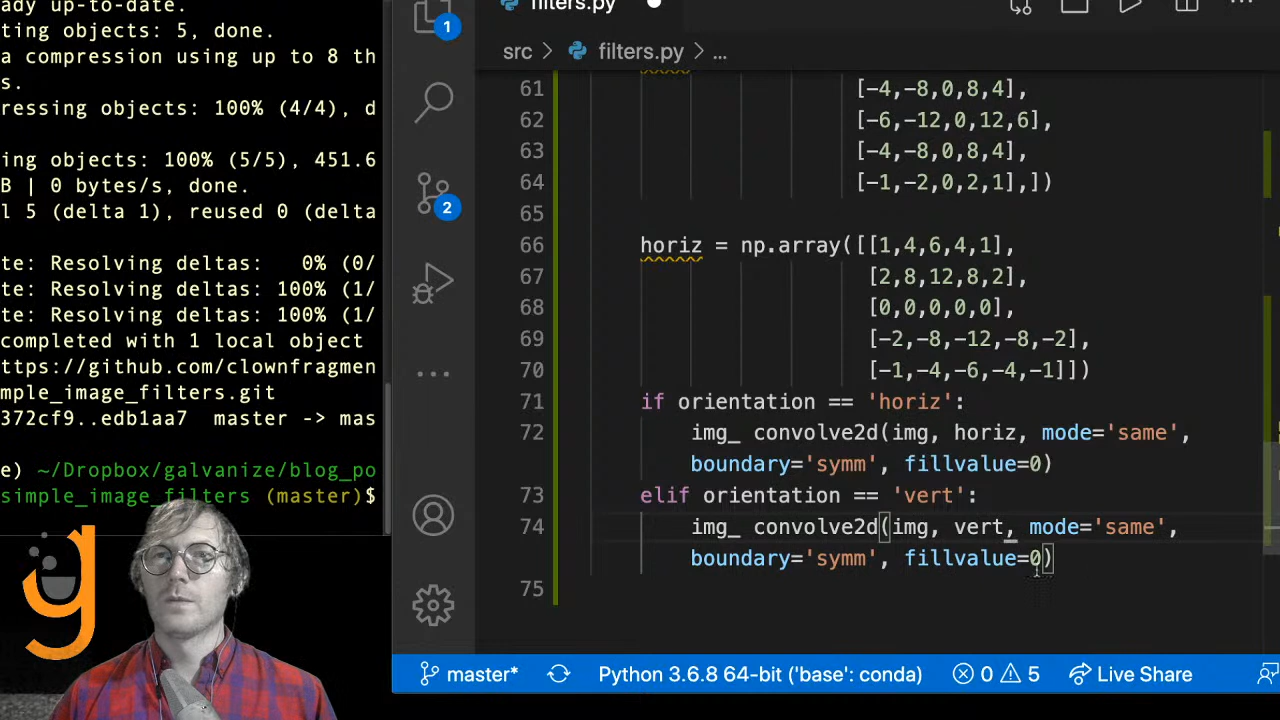 ady up-to-date.
ting objects: 5, done.
a compression using up to 8 th
s.
ressing objects: 100% (4/4), d
ing objects: 100% (5/5), 451.6
B | 0 bytes/s, done.
l 5 (delta 1), reused 0 (delta
te: Resolving deltas:   0% (0/
te: Resolving deltas: 100% (1/
te: Resolving deltas: 100% (1/
completed with 1 local object
ttps://github.com/clownfragmen
mple_image_filters.git
372cf9..edb1aa7  master -> mas
e) ~/Dropbox/galvanize/blog_po
simple_image_filters (master)$
g
1
2
filters.py
src > filters.py > ...
61 [-4,-8,0,8,4],
62 [-6,-12,0,12,6],
63 [-4,-8,0,8,4],
64 [-1,-2,0,2,1],])
65
66 horiz = np.array([[1,4,6,4,1],
67 [2,8,12,8,2],
68 [0,0,0,0,0],
69 [-2,-8,-12,-8,-2],
70 [-1,-4,-6,-4,-1]])
71 if orientation == 'horiz':
72 img_ convolve2d(img, horiz, mode='same',
boundary='symm', fillvalue=0)
73 elif orientation == 'vert':
74 img_ convolve2d(img, vert, mode='same',
boundary='symm', fillvalue=0)
75
master* Python 3.6.8 64-bit ('base': conda) 0 5 Live Share